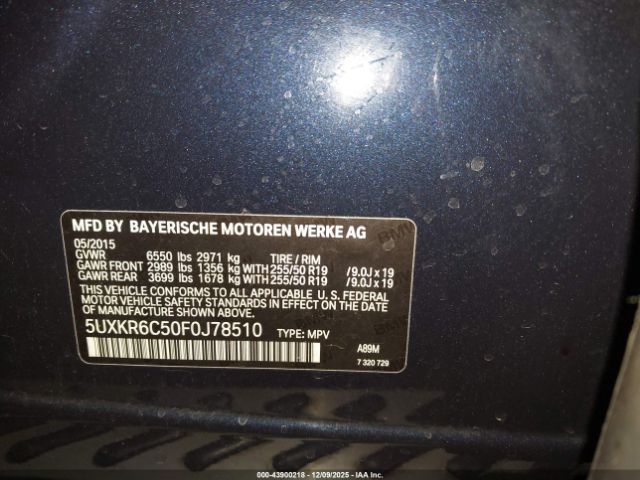 MFD BY BAYERISCHE MOTOREN WERKE AG
05/2015
GVWR 6550 lbs 2971 kg TIRE / RIM
GAWR FRONT 2989 lbs 1356 kg WITH 255/50 R19 / 9.0J x 19
GAWR REAR 3699 lbs 1678 kg WITH 255/50 R19 / 9.0J x 19
THIS VEHICLE CONFORMS TO ALL APPLICABLE U. S. FEDERAL
MOTOR VEHICLE SAFETY STANDARDS IN EFFECT ON THE DATE
OF MANUFACTURE SHOWN ABOVE.
5UXKR6C50F0J78510 TYPE: MPV
A89M
7 320 729
000-43900218 - 12/09/2025 - IAA Inc.